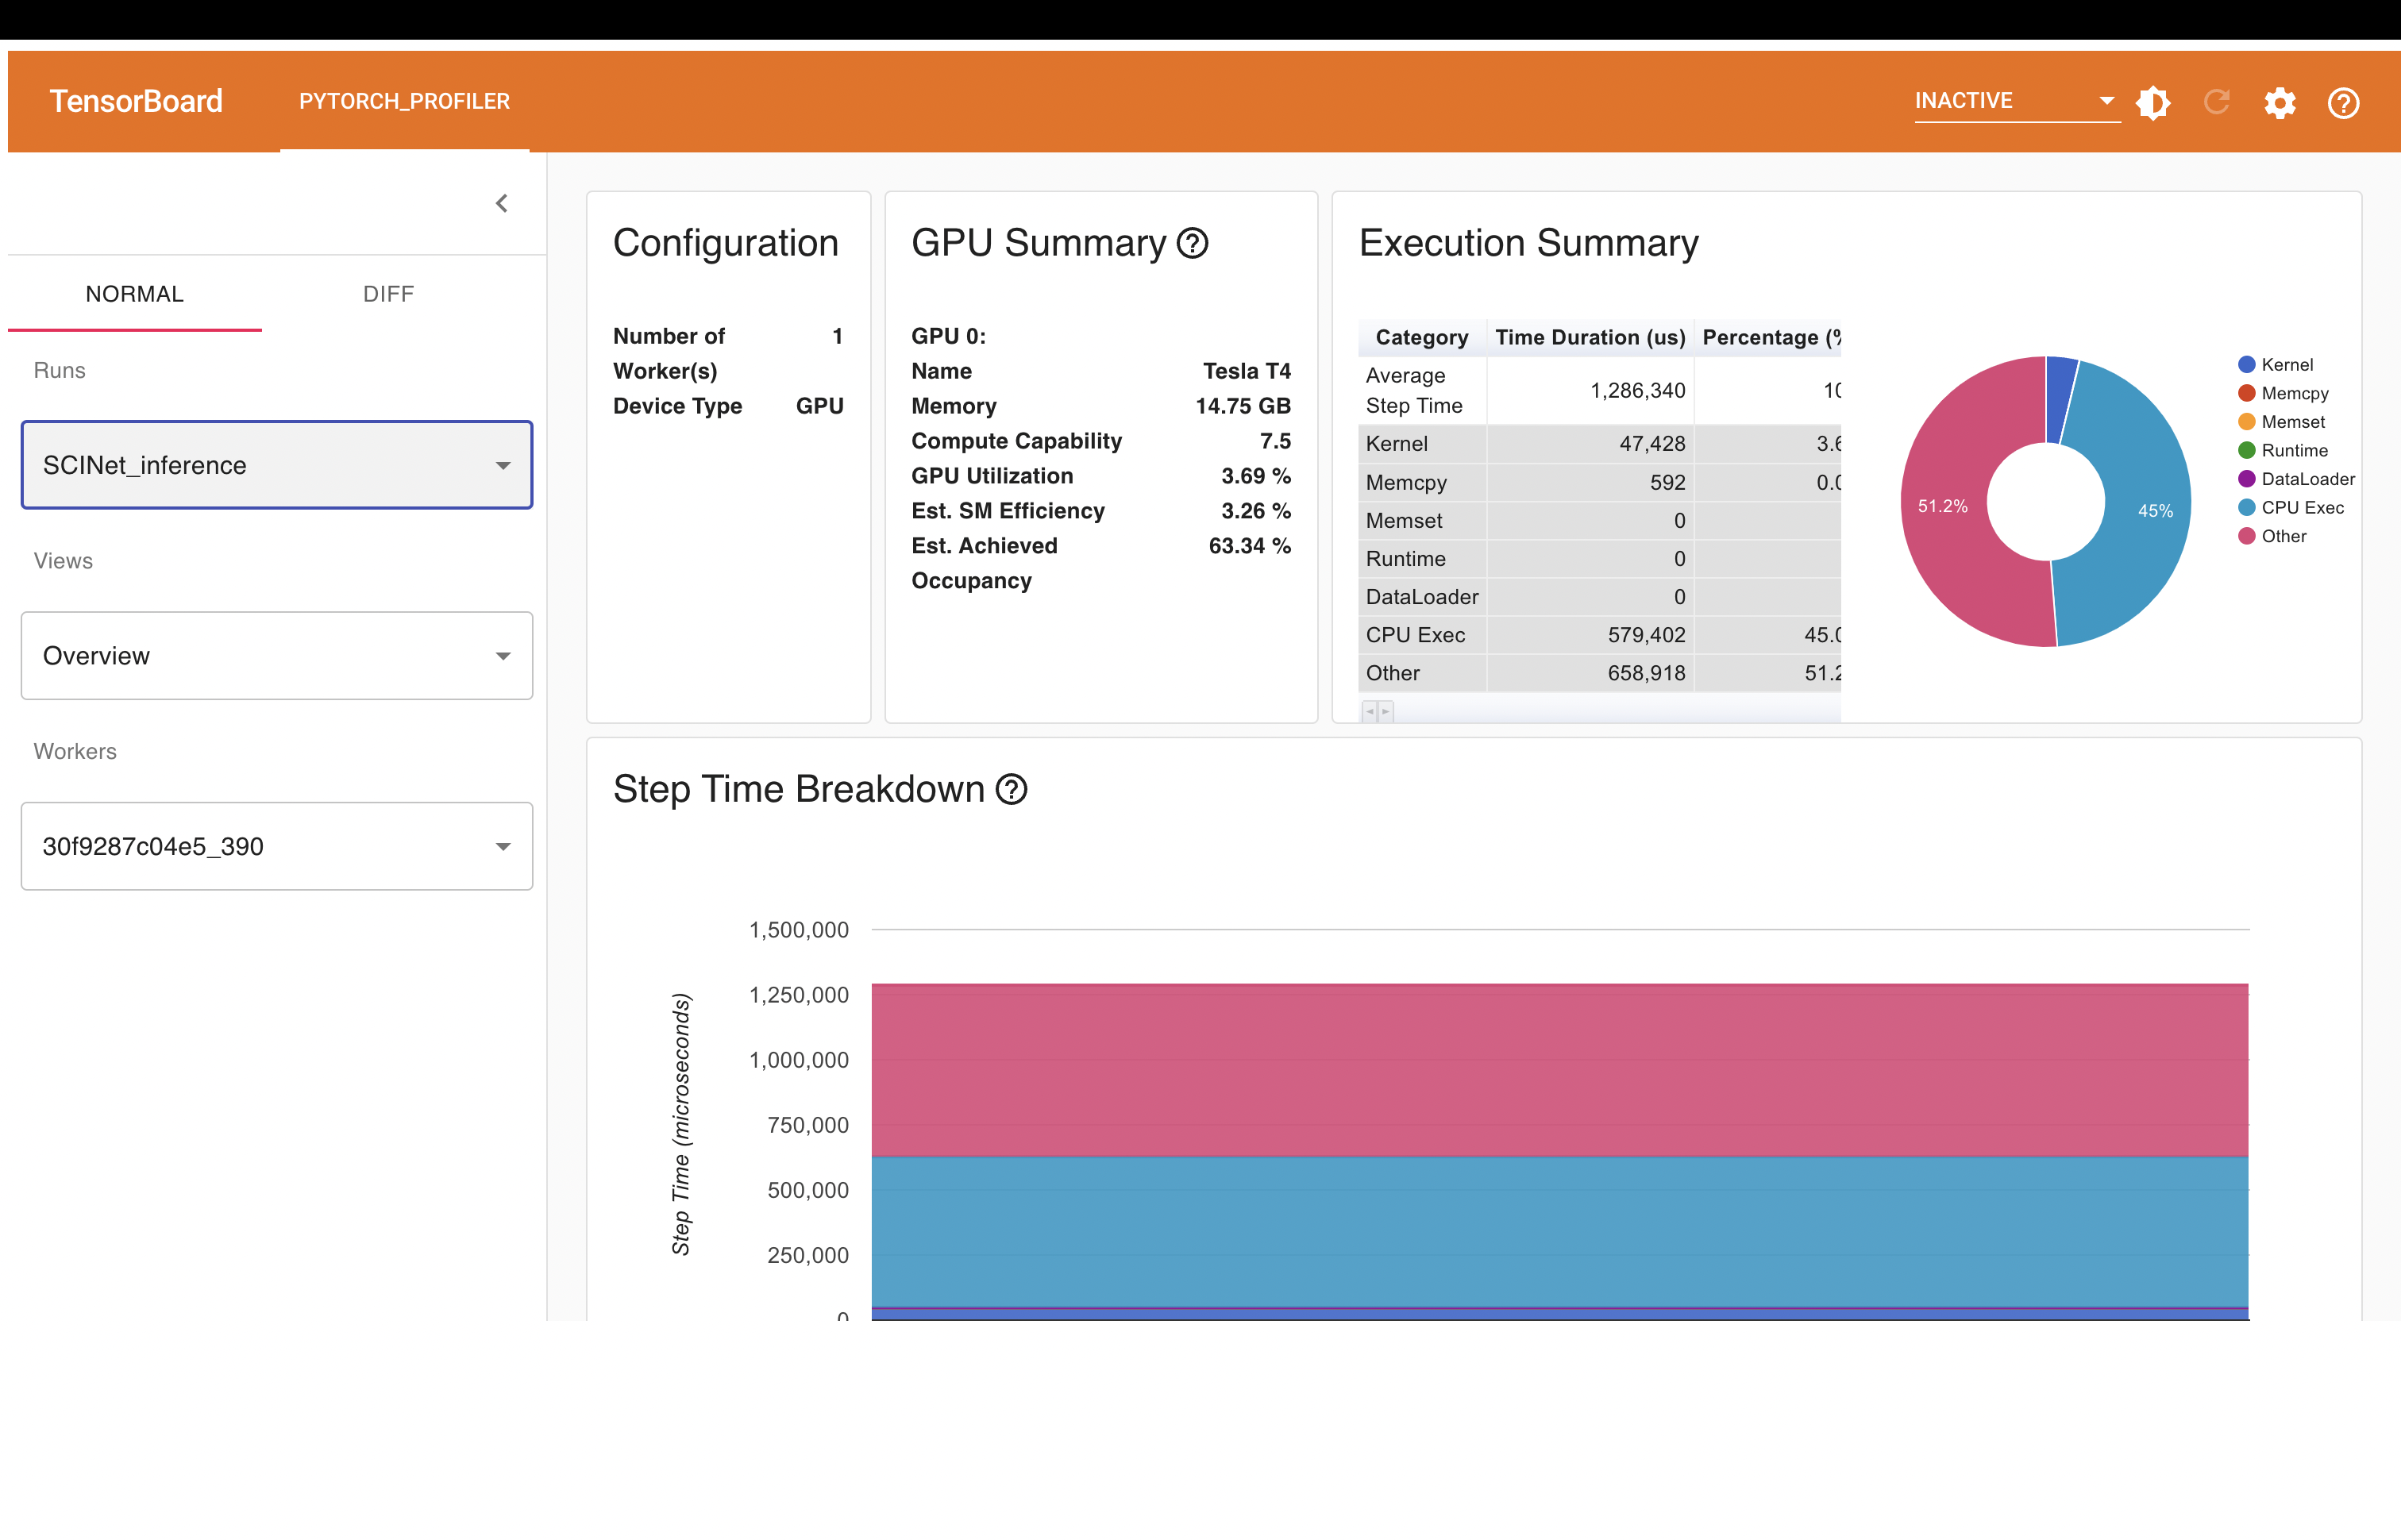 TensorBoard PYTORCH_PROFILER INACTIVE
NORMAL DIFF
Runs
SCINet_inference
Views
Overview
Workers
30f9287c04e5_390
Configuration
Number of 1
Worker(s)
Device Type GPU
GPU Summary
GPU 0:
Name Tesla T4
Memory 14.75 GB
Compute Capability 7.5
GPU Utilization 3.69 %
Est. SM Efficiency 3.26 %
Est. Achieved 63.34 %
Occupancy
Execution Summary
Category Time Duration (us) Percentage (%
Average
Step Time 1,286,340 10
Kernel 47,428 3.6
Memcpy 592 0.0
Memset 0
Runtime 0
DataLoader 0
CPU Exec 579,402 45.0
Other 658,918 51.2
51.2%
45%
Kernel
Memcpy
Memset
Runtime
DataLoader
CPU Exec
Other
Step Time Breakdown
Step Time (microseconds)
1,500,000
1,250,000
1,000,000
750,000
500,000
250,000
0